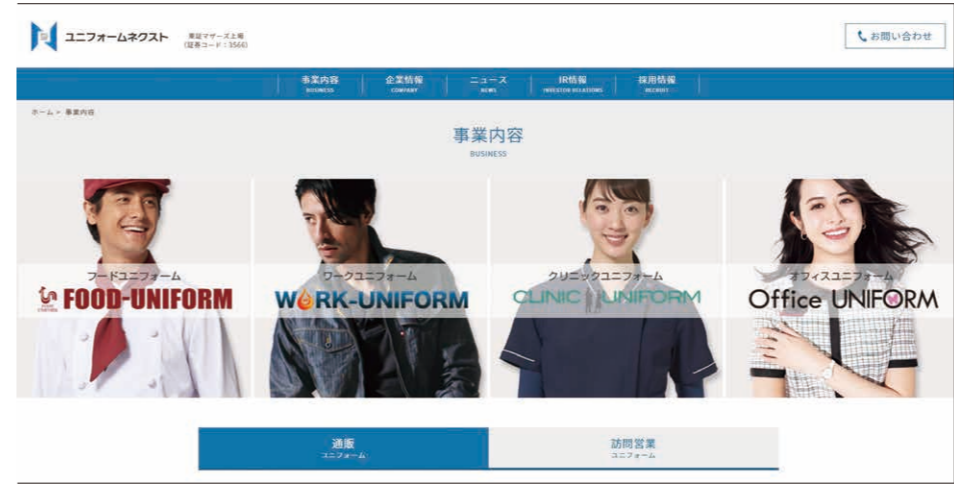 ユニフォームネクスト
東証マザーズ上場
(証券コード:3566)
お問い合わせ
事業内容 企業情報 ニュース IR情報 採用情報
BUSINESS COMPANY NEWS INVESTOR RELATIONS RECRUIT
ホーム > 事業内容
事業内容
BUSINESS
フードユニフォーム
FOOD-UNIFORM
ワークユニフォーム
WORK-UNIFORM
クリニックユニフォーム
CLINIC UNIFORM
オフィスユニフォーム
Office UNIFORM
通販
ユニフォーム
訪問営業
ユニフォーム